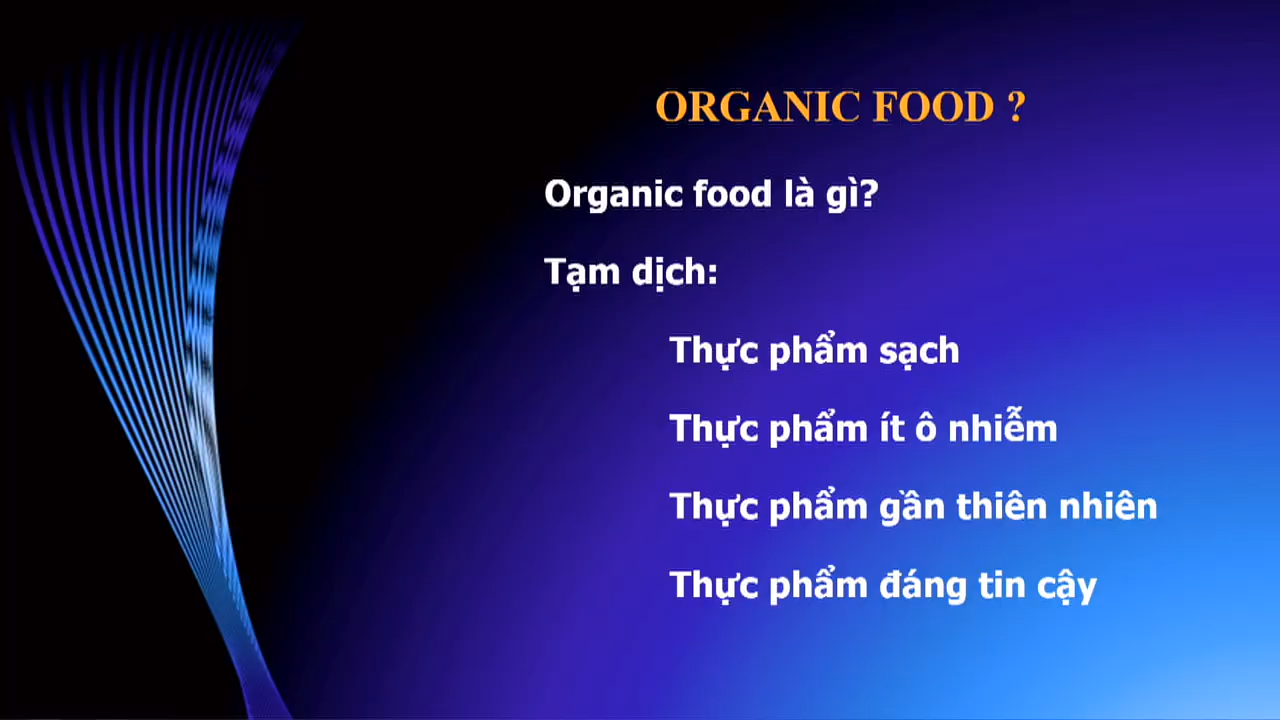 ORGANIC FOOD ?
Organic food là gì?
Tạm dịch:
Thực phẩm sạch
Thực phẩm ít ô nhiễm
Thực phẩm gần thiên nhiên
Thực phẩm đáng tin cậy